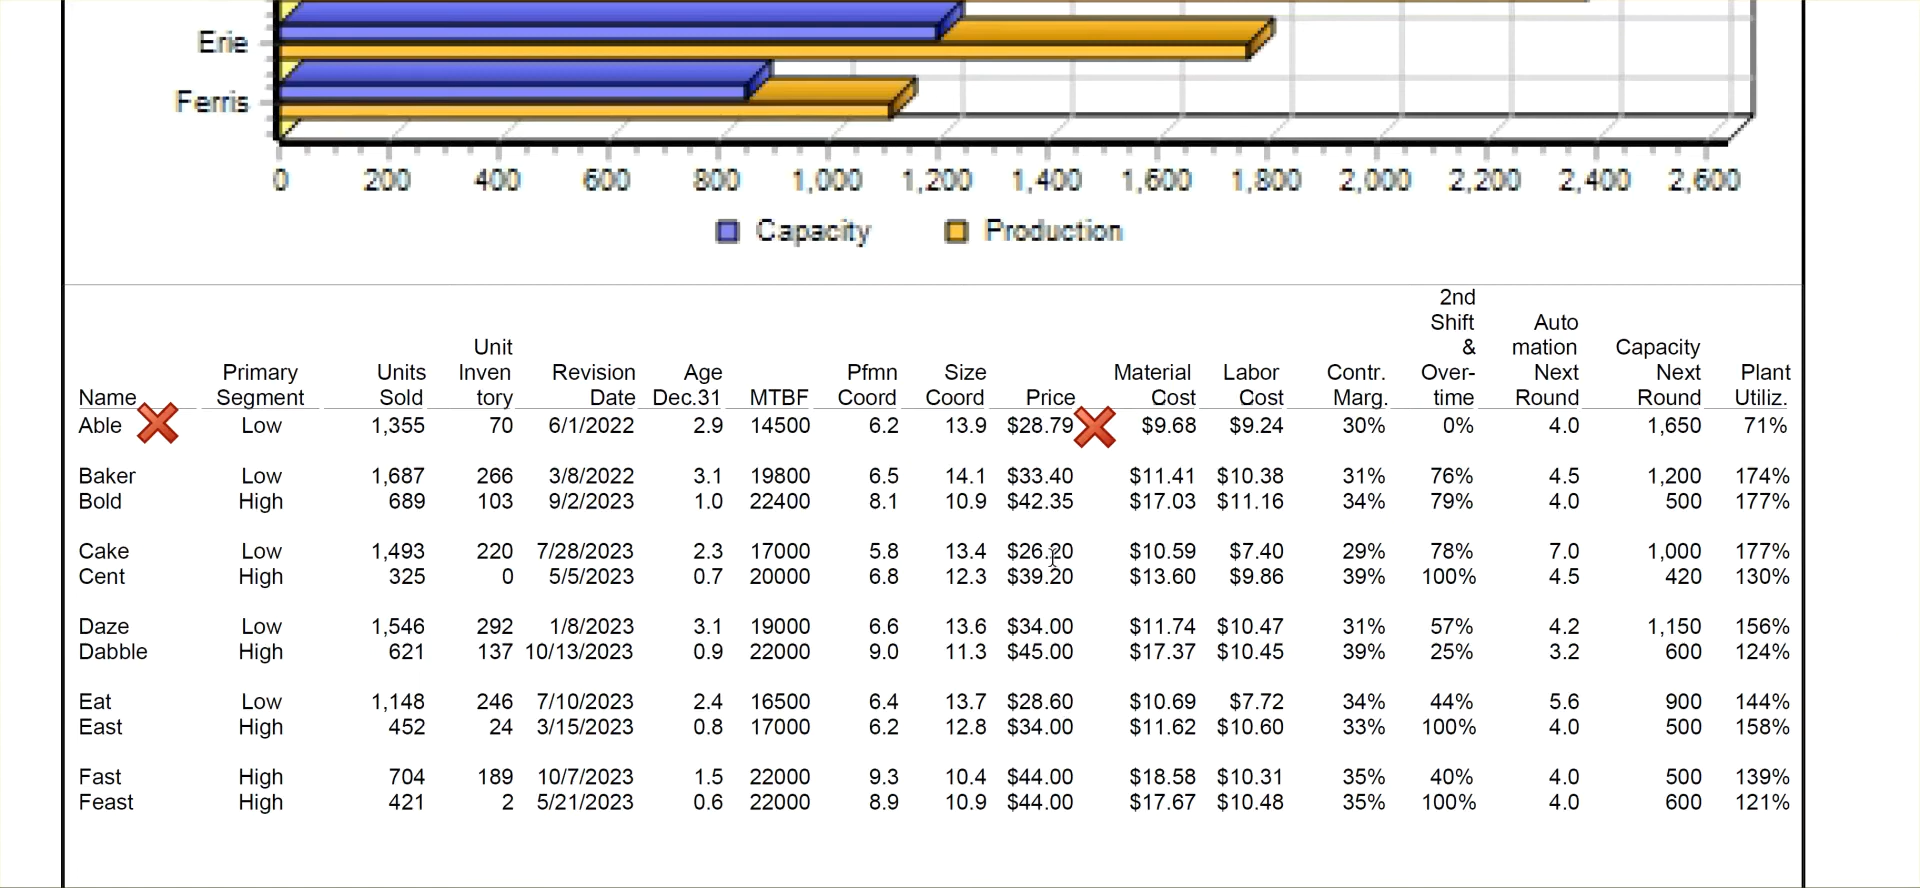 Erie
Ferris
0 200 400 600 800 1,000 1,200 1,400 1,600 1,800 2,000 2,200 2,400 2,600
Capacity Production
2nd
Shift Auto
Unit & mation Capacity
Primary Units Inven Revision Age Pfmn Size Material Labor Contr. Over- Next Next Plant
Name Segment Sold tory Date Dec.31 MTBF Coord Coord Price Cost Cost Marg. time Round Round Utiliz.
Able Low 1,355 70 6/1/2022 2.9 14500 6.2 13.9 $28.79 $9.68 $9.24 30% 0% 4.0 1,650 71%
Baker Low 1,687 266 3/8/2022 3.1 19800 6.5 14.1 $33.40 $11.41 $10.38 31% 76% 4.5 1,200 174%
Bold High 689 103 9/2/2023 1.0 22400 8.1 10.9 $42.35 $17.03 $11.16 34% 79% 4.0 500 177%
Cake Low 1,493 220 7/28/2023 2.3 17000 5.8 13.4 $26.20 $10.59 $7.40 29% 78% 7.0 1,000 177%
Cent High 325 0 5/5/2023 0.7 20000 6.8 12.3 $39.20 $13.60 $9.86 39% 100% 4.5 420 130%
Daze Low 1,546 292 1/8/2023 3.1 19000 6.6 13.6 $34.00 $11.74 $10.47 31% 57% 4.2 1,150 156%
Dabble High 621 137 10/13/2023 0.9 22000 9.0 11.3 $45.00 $17.37 $10.45 39% 25% 3.2 600 124%
Eat Low 1,148 246 7/10/2023 2.4 16500 6.4 13.7 $28.60 $10.69 $7.72 34% 44% 5.6 900 144%
East High 452 24 3/15/2023 0.8 17000 6.2 12.8 $34.00 $11.62 $10.60 33% 100% 4.0 500 158%
Fast High 704 189 10/7/2023 1.5 22000 9.3 10.4 $44.00 $18.58 $10.31 35% 40% 4.0 500 139%
Feast High 421 2 5/21/2023 0.6 22000 8.9 10.9 $44.00 $17.67 $10.48 35% 100% 4.0 600 121%